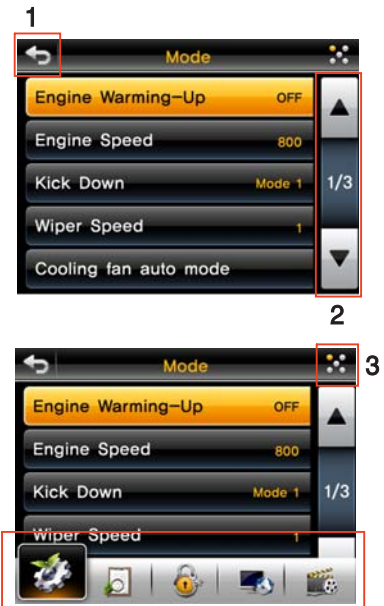 1
Mode
Engine Warming-Up OFF
Engine Speed 800
Kick Down Mode 1
1/3
Wiper Speed 1
Cooling fan auto mode
2
Mode
3
Engine Warming-Up OFF
Engine Speed 800
Kick Down Mode 1
1/3
Wiper Speed 1